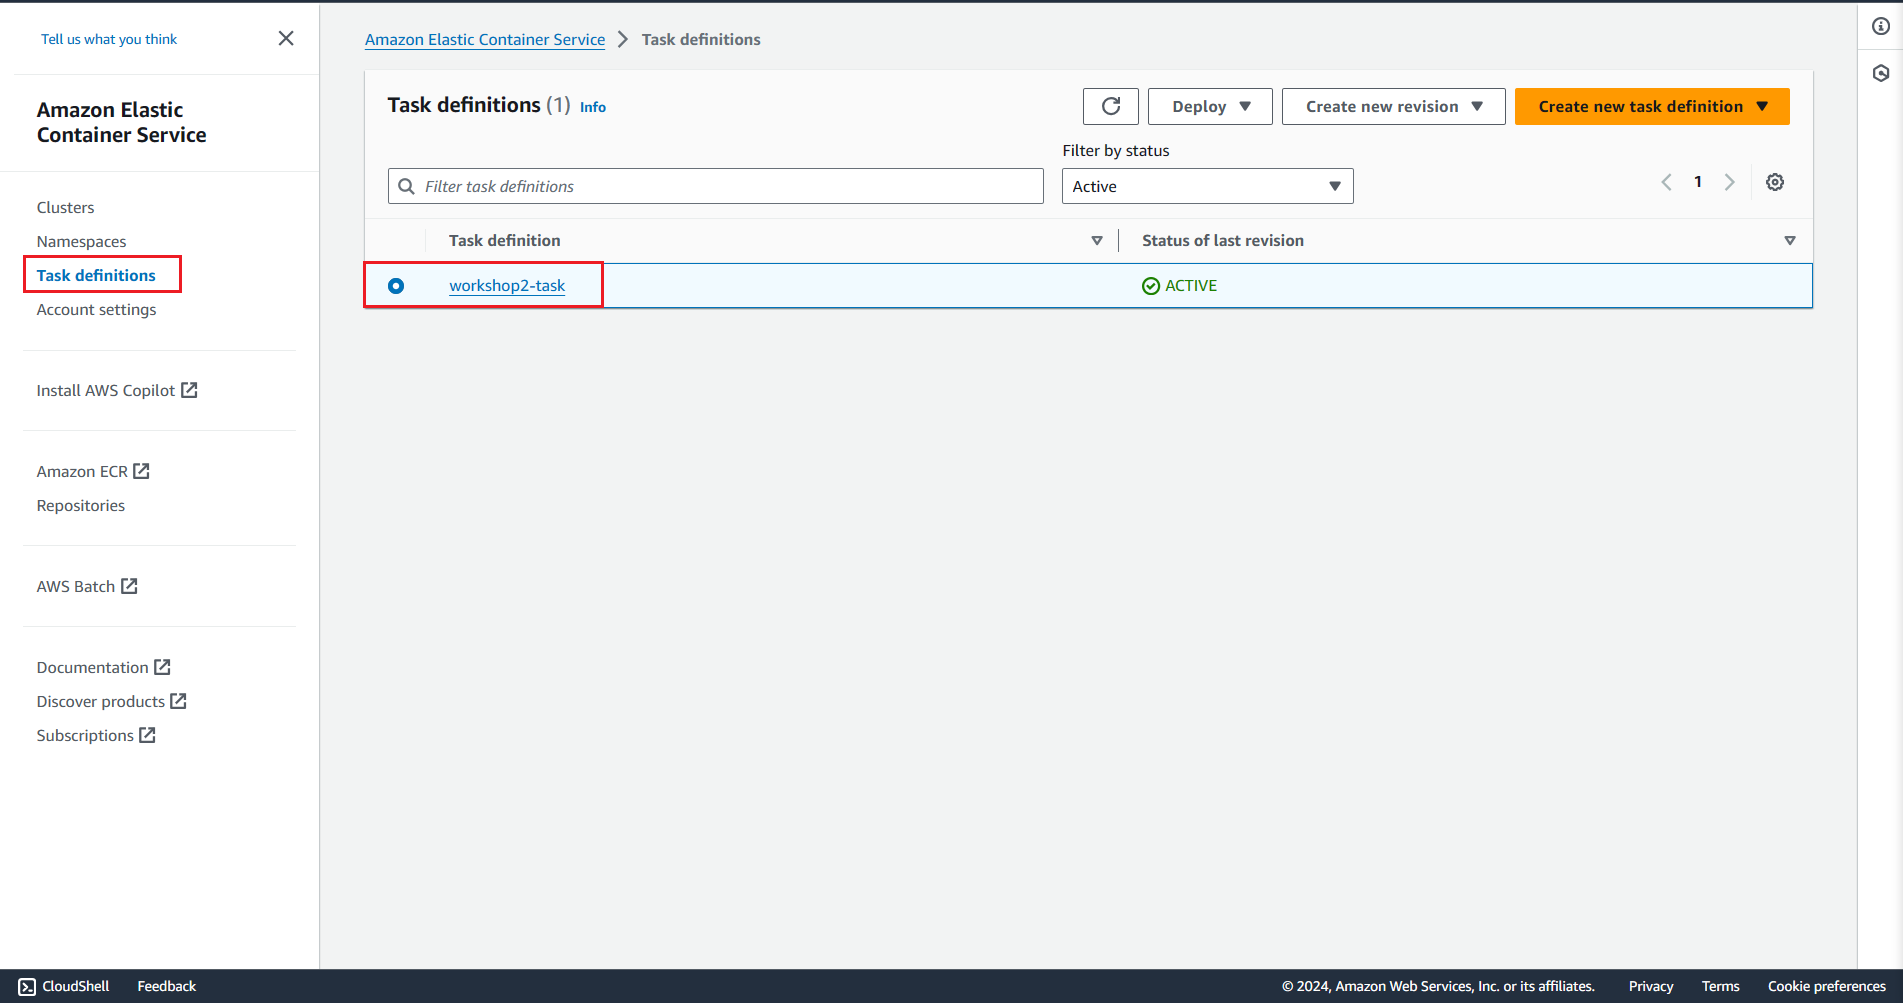 Tell us what you think
Amazon Elastic
Container Service
Clusters
Namespaces
Task definitions
Account settings
Install AWS Copilot
Amazon ECR
Repositories
AWS Batch
Documentation
Discover products
Subscriptions
Amazon Elastic Container Service > Task definitions
Task definitions (1) Info
Deploy
Create new revision
Create new task definition
Filter by status
Filter task definitions
Active
1
Task definition
Status of last revision
workshop2-task
ACTIVE
CloudShell
Feedback
© 2024, Amazon Web Services, Inc. or its affiliates.
Privacy
Terms
Cookie preferences